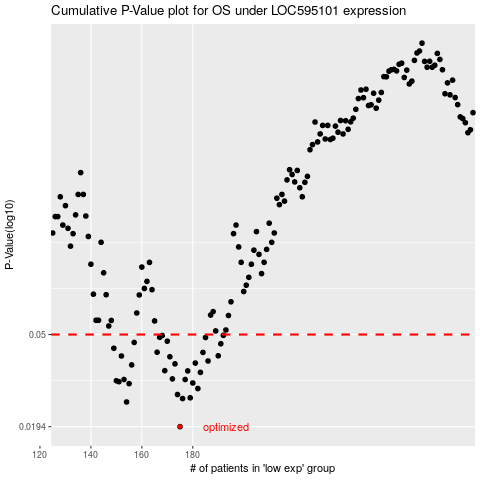 Cumulative P-Value plot for OS under LOC595101 expression
P-Value(log10)
0.05
0.0194
optimized
120 140 160 180
# of patients in 'low exp' group